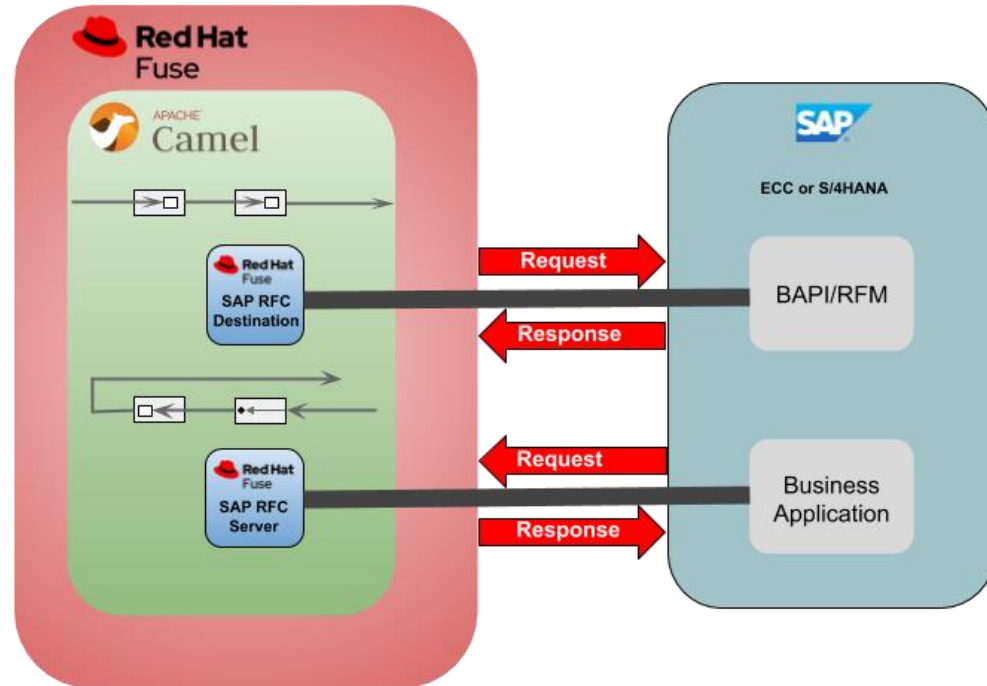 Red Hat
Fuse
APACHE
Camel
SAP
ECC or S/4HANA
Red Hat
Fuse
SAP RFC
Destination
Request
Response
BAPI/RFM
Red Hat
Fuse
SAP RFC
Server
Request
Response
Business
Application